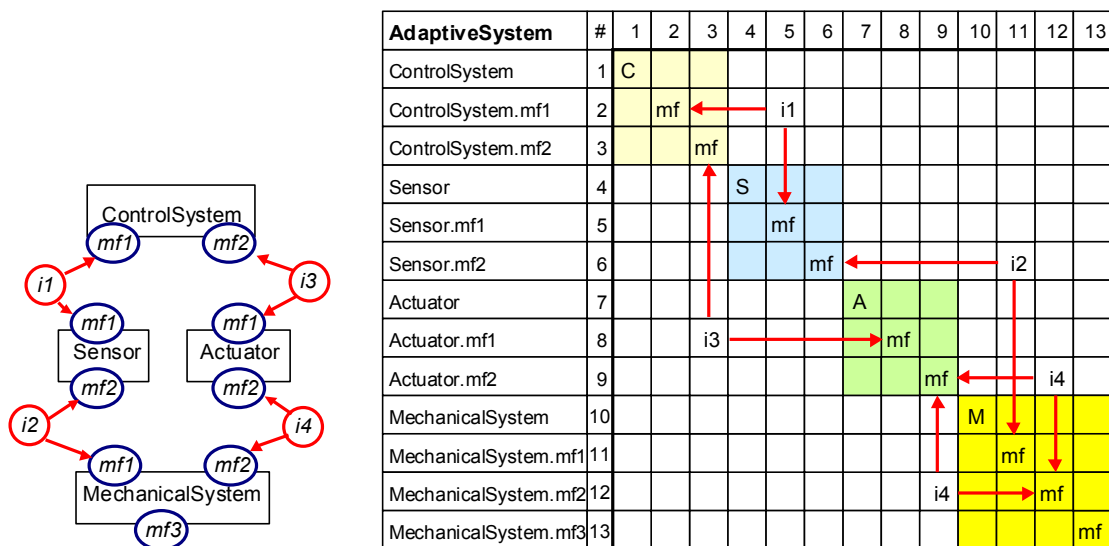 ControlSystem
mf1 mf2
i1 i3
mf1 mf1
Sensor Actuator
mf2 mf2
i2 i4
mf1 mf2
MechanicalSystem
mf3
AdaptiveSystem # 1 2 3 4 5 6 7 8 9 10 11 12 13
ControlSystem 1 C
ControlSystem.mf1 2 mf i1
ControlSystem.mf2 3 mf
Sensor 4 S
Sensor.mf1 5 mf
Sensor.mf2 6 mf i2
Actuator 7 A
Actuator.mf1 8 i3 mf
Actuator.mf2 9 mf i4
MechanicalSystem 10 M
MechanicalSystem.mf1 11 mf
MechanicalSystem.mf2 12 i4 mf
MechanicalSystem.mf3 13 mf